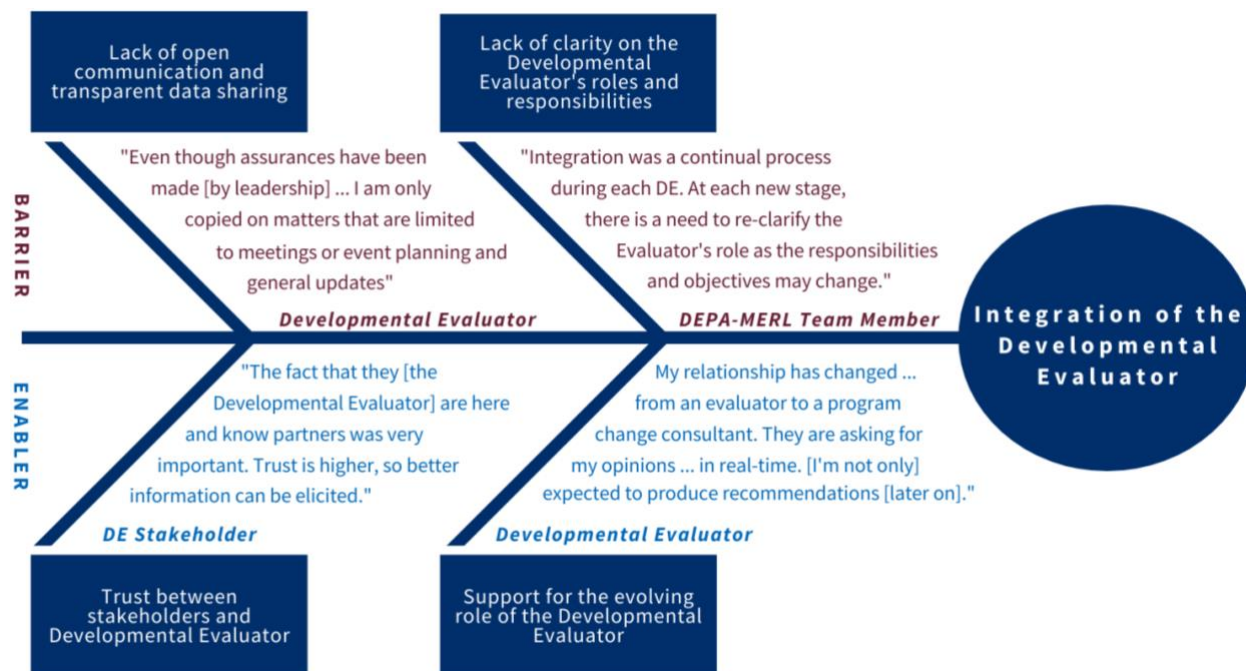 Lack of open
communication and
transparent data sharing
Lack of clarity on the
Developmental
Evaluator's roles and
responsibilities
BARRIER
"Even though assurances have been
made [by leadership] ... I am only
copied on matters that are limited
to meetings or event planning and
general updates"
Developmental Evaluator
"Integration was a continual process
during each DE. At each new stage,
there is a need to re-clarify the
Evaluator's role as the responsibilities
and objectives may change."
DEPA-MERL Team Member
Integration of the
Developmental
Evaluator
ENABLER
"The fact that they [the
Developmental Evaluator] are here
and know partners was very
important. Trust is higher, so better
information can be elicited."
DE Stakeholder
My relationship has changed ...
from an evaluator to a program
change consultant. They are asking for
my opinions ... in real-time. [I'm not only]
expected to produce recommendations [later on]."
Developmental Evaluator
Trust between
stakeholders and
Developmental Evaluator
Support for the evolving
role of the Developmental
Evaluator